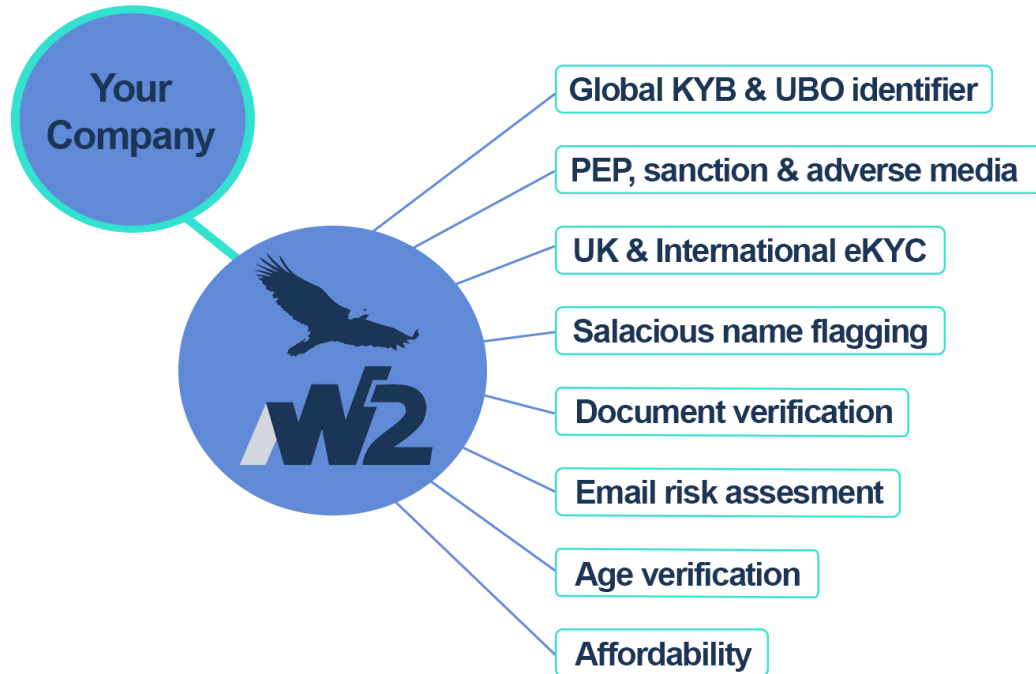 Your
Company
Global KYB & UBO identifier
PEP, sanction & adverse media
UK & International eKYC
Salacious name flagging
W2
Document verification
Email risk assesment
Age verification
Affordability